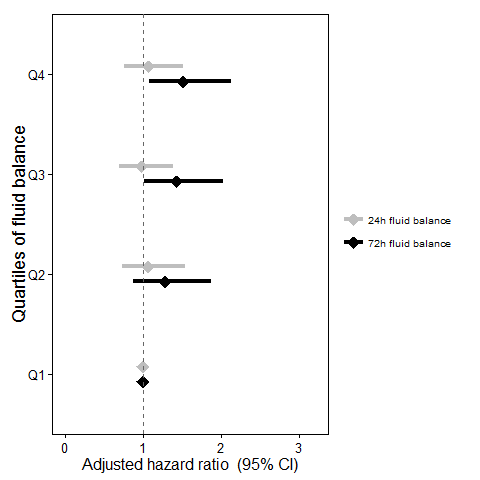 Quartiles of fluid balance
Q4
Q3
Q2
Q1
0 1 2 3
Adjusted hazard ratio (95% CI)
24h fluid balance
72h fluid balance